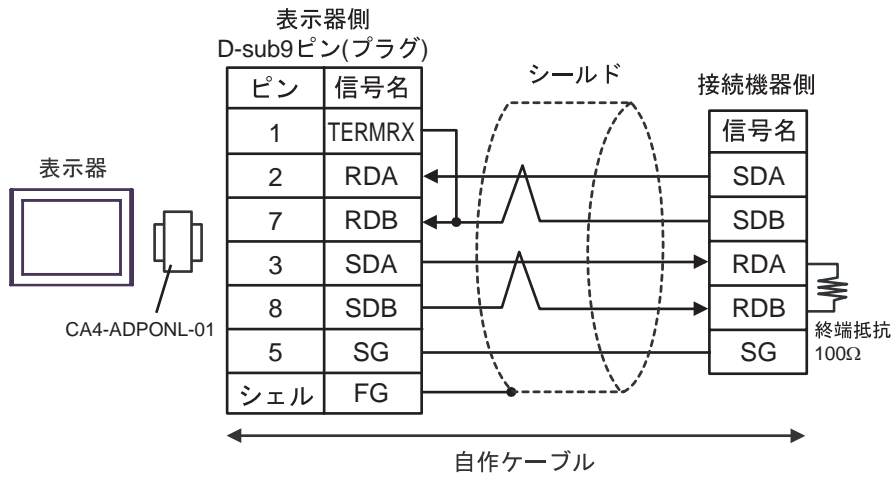 表示器側
D-sub9ピン(プラグ)
シールド
接続機器側
ピン 信号名
信号名
1 TERMRX
表示器
2 RDA
SDA
7 RDB
SDB
3 SDA
RDA
8 SDB
RDB
CA4-ADPONL-01
終端抵抗
100Ω
5 SG
SG
シェル FG
自作ケーブル